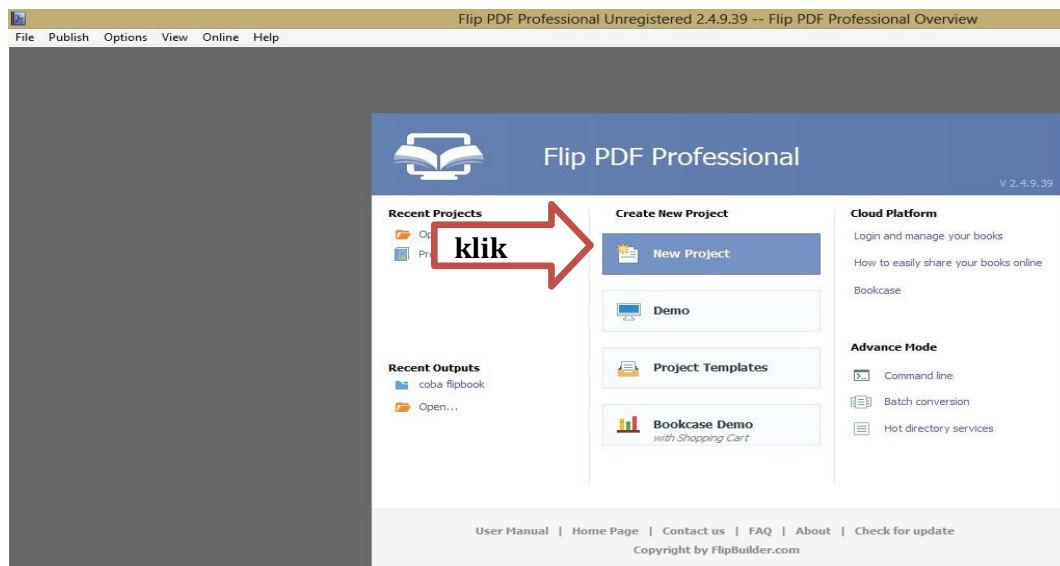 Flip PDF Professional Unregistered 2.4.9.39 -- Flip PDF Professional Overview
File Publish Options View Online Help
Flip PDF Professional
V 2.4.9.39
Recent Projects
klik
Create New Project
New Project
Demo
Project Templates
Bookcase Demo
with Shopping Cart
Cloud Platform
Login and manage your books
How to easily share your books online
Bookcase
Advance Mode
Command line
Batch conversion
Hot directory services
Recent Outputs
coba flipbook
Open...
User Manual | Home Page | Contact us | FAQ | About | Check for update
Copyright by FlipBuilder.com